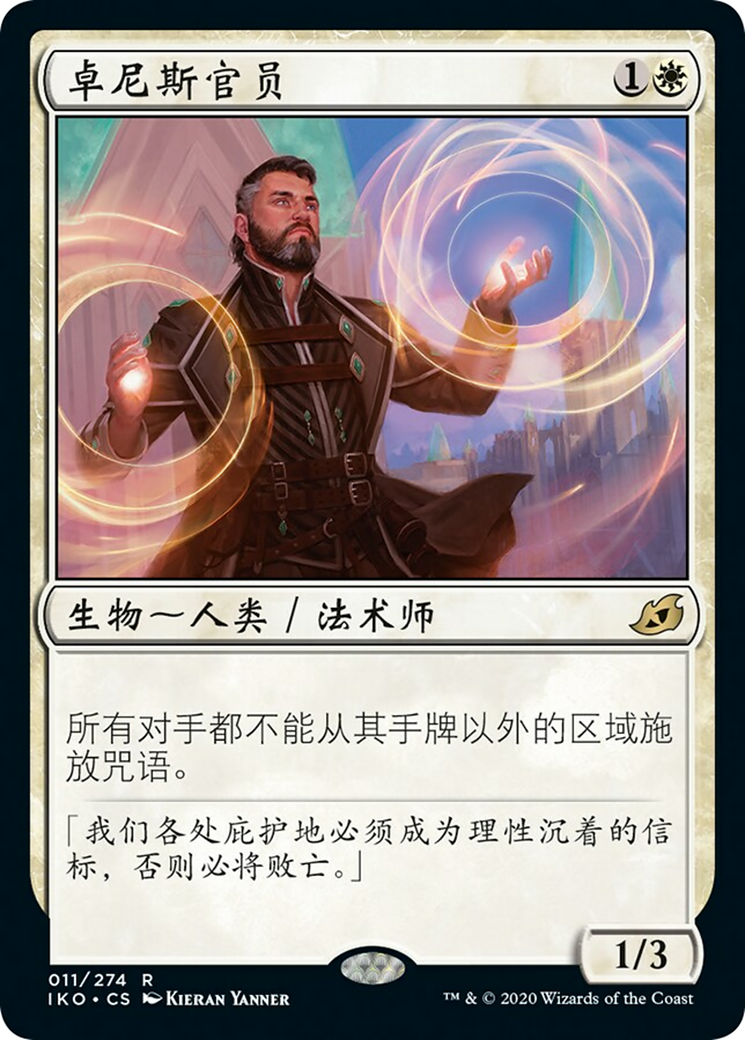 卓尼斯官员 1
生物～人类 / 法术师
所有对手都不能从其手牌以外的区域施
放咒语。
「我们各处庇护地必须成为理性沉着的信
标，否则必将败亡。」
1/3
011/274 R
IKO • CS KIERAN YANNER
™ & © 2020 Wizards of the Coast